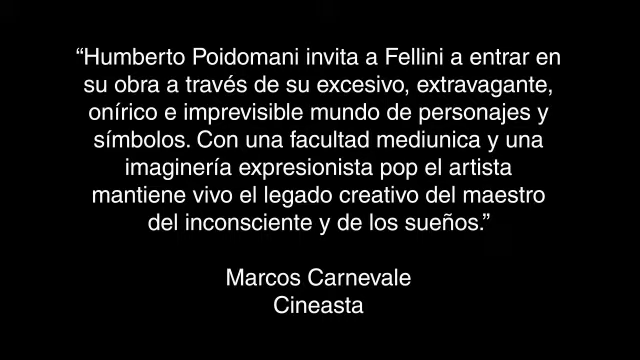 “Humberto Poidomani invita a Fellini a entrar en
su obra a través de su excesivo, extravagante,
onírico e imprevisible mundo de personajes y
símbolos. Con una facultad mediunica y una
imaginería expresionista pop el artista
mantiene vivo el legado creativo del maestro
del inconsciente y de los sueños.”
Marcos Carnevale
Cineasta